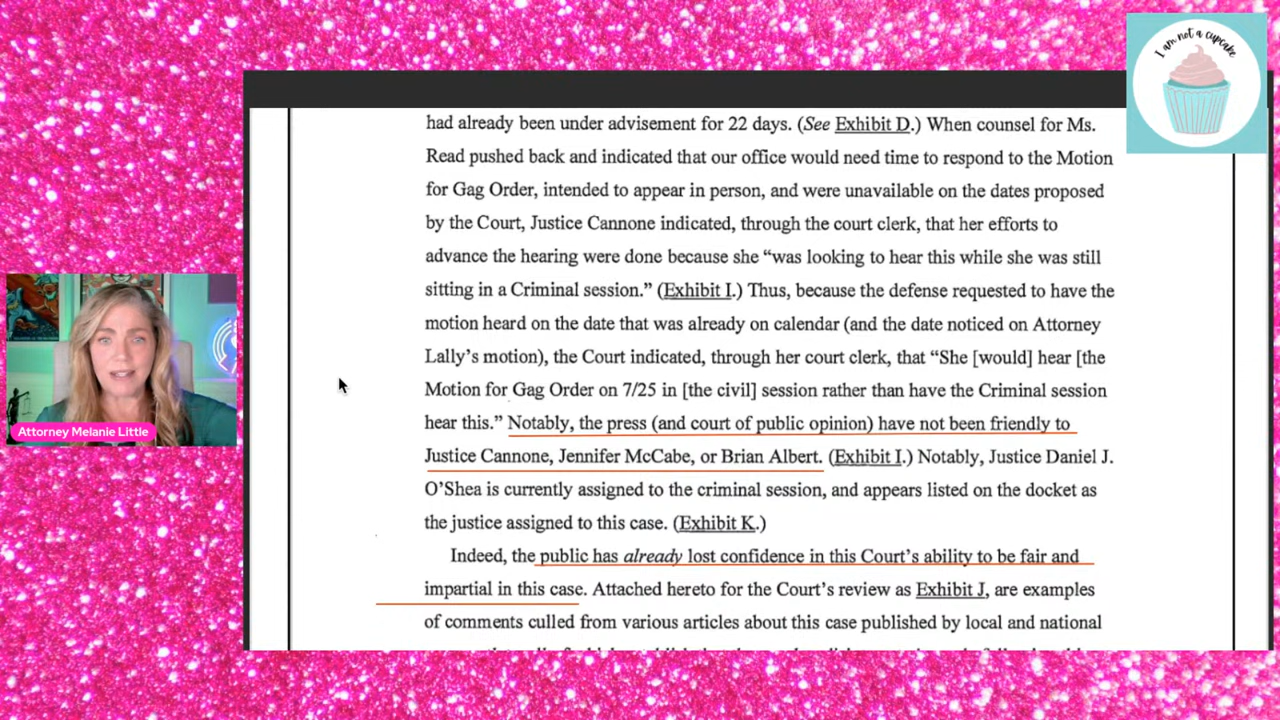 I am not a cupcake
had already been under advisement for 22 days. (See Exhibit D.) When counsel for Ms.
Read pushed back and indicated that our office would need time to respond to the Motion
for Gag Order, intended to appear in person, and were unavailable on the dates proposed
by the Court, Justice Cannone indicated, through the court clerk, that her efforts to
advance the hearing were done because she “was looking to hear this while she was still
sitting in a Criminal session.” (Exhibit I.) Thus, because the defense requested to have the
motion heard on the date that was already on calendar (and the date noticed on Attorney
Lally’s motion), the Court indicated, through her court clerk, that “She [would] hear [the
Motion for Gag Order on 7/25 in [the civil] session rather than have the Criminal session
hear this.” Notably, the press (and court of public opinion) have not been friendly to
Justice Cannone, Jennifer McCabe, or Brian Albert. (Exhibit I.) Notably, Justice Daniel J.
O’Shea is currently assigned to the criminal session, and appears listed on the docket as
the justice assigned to this case. (Exhibit K.)
Indeed, the public has already lost confidence in this Court’s ability to be fair and
impartial in this case. Attached hereto for the Court’s review as Exhibit J, are examples
of comments culled from various articles about this case published by local and national
Attorney Melanie Little